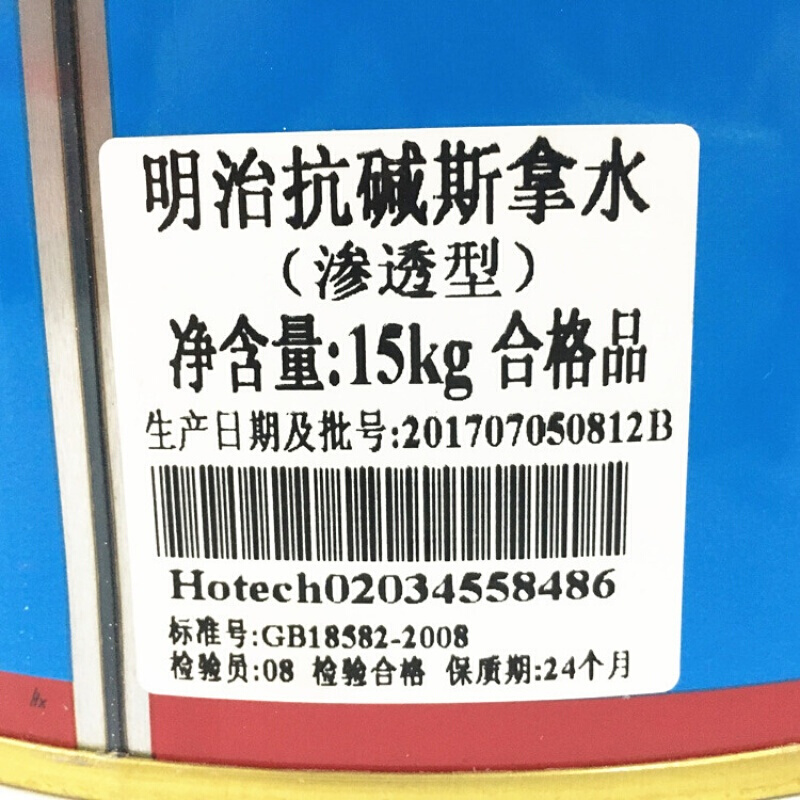 明治抗碱斯拿水
（渗透型）
净含量:15kg 合格品
生产日期及批号:201707050812B
Hotech02034558486
标准号:GB18582-2008
检验员:08 检验合格 保质期:24个月